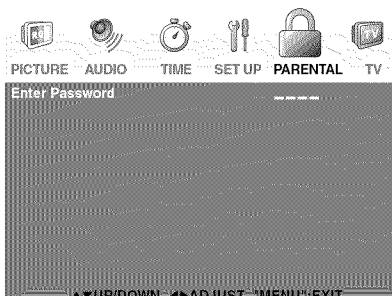 PICTURE AUDIO TIME SET UP PARENTAL TV
Enter Password
▲▼UP/DOWN ◄►ADJUST "MENU":EXIT